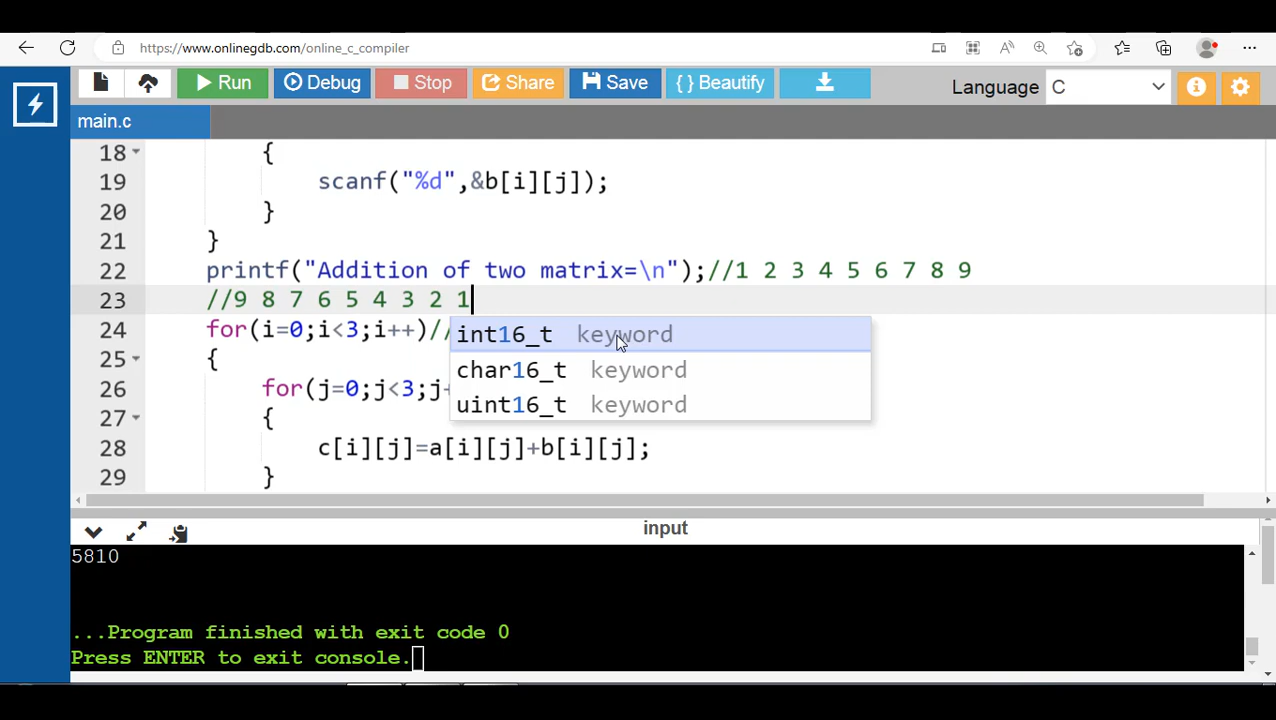 https://www.onlinegdb.com/online_c_compiler
Run Debug Stop Share Save { } Beautify Language C
main.c
18 {
19 scanf("%d",&b[i][j]);
20 }
21 }
22 printf("Addition of two matrix=\n");//1 2 3 4 5 6 7 8 9
23 //9 8 7 6 5 4 3 2 1
24 for(i=0;i<3;i++)//
int16_t keyword
25 {
char16_t keyword
26 for(j=0;j<3;j+
uint16_t keyword
27 {
28 c[i][j]=a[i][j]+b[i][j];
29 }
input
5810
...Program finished with exit code 0
Press ENTER to exit console.